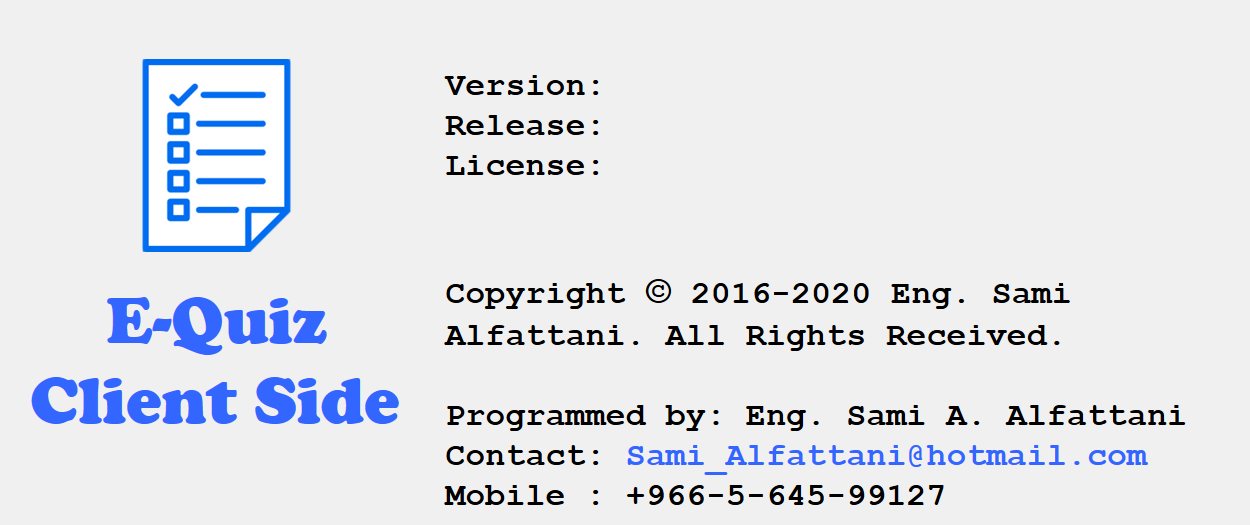 E-Quiz
Client Side
Version:
Release:
License:
Copyright © 2016-2020 Eng. Sami
Alfattani. All Rights Received.
Programmed by: Eng. Sami A. Alfattani
Contact: Sami_Alfattani@hotmail.com
Mobile : +966-5-645-99127